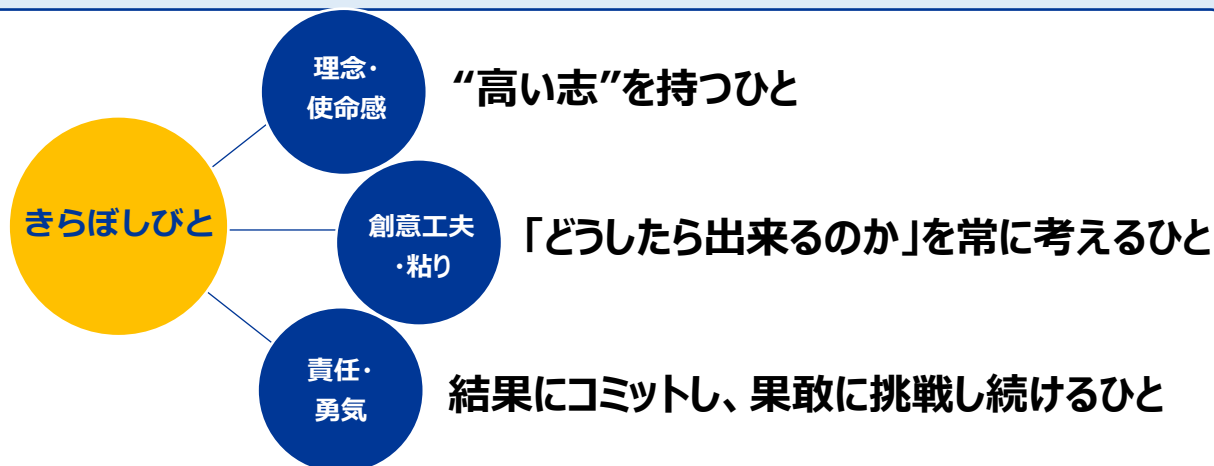 理念・
使命感
“高い志”を持つひと
きらぼしびと
創意工夫
・粘り
「どうしたら出来るのか」を常に考えるひと
責任・
勇気
結果にコミットし、果敢に挑戦し続けるひと